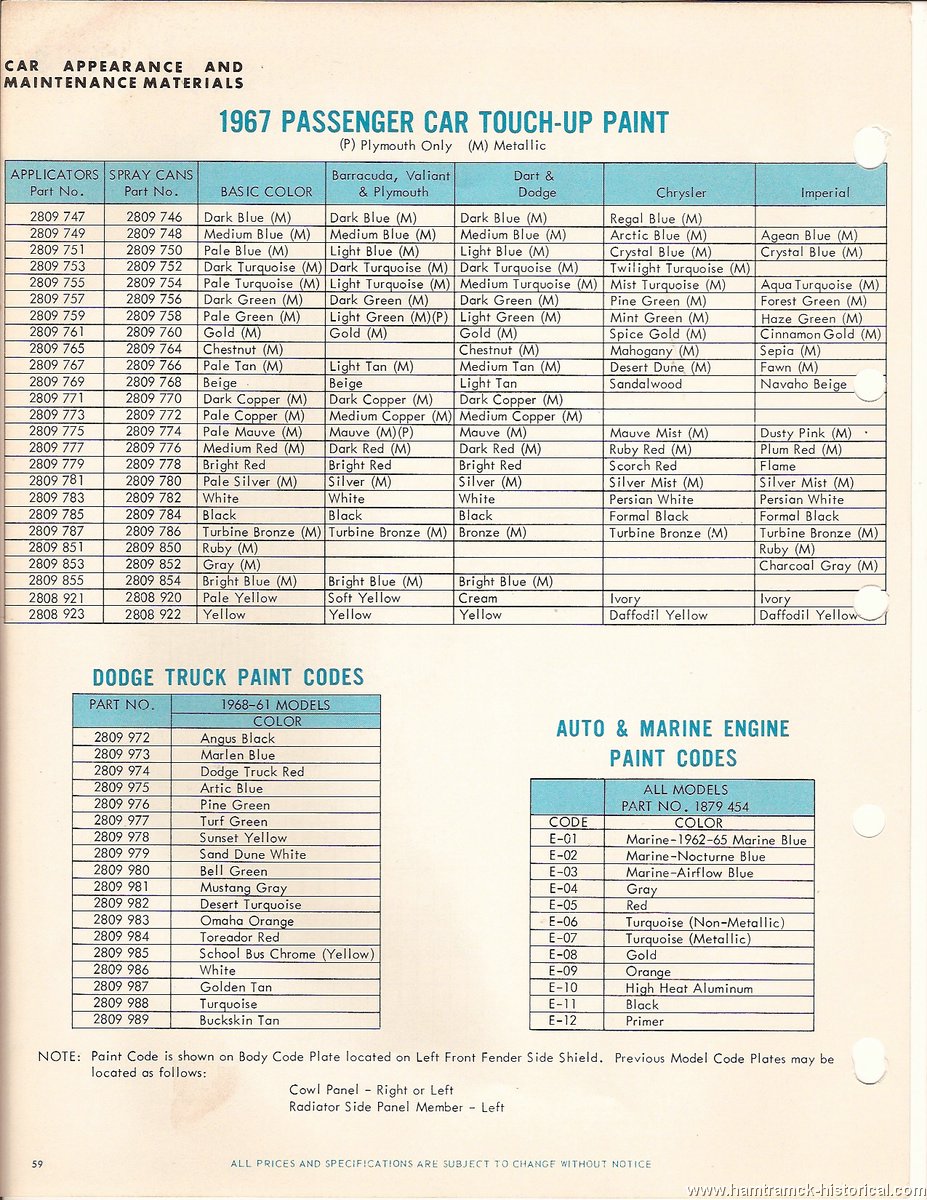 CAR APPEARANCE AND
MAINTENANCE MATERIALS
1967 PASSENGER CAR TOUCH-UP PAINT
(P) Plymouth Only (M) Metallic
APPLICATORS SPRAY CANS Barracuda, Valiant Dart &
Part No. Part No. BASIC COLOR & Plymouth Dodge Chrysler Imperial
2809 747 2809 746 Dark Blue (M) Dark Blue (M) Dark Blue (M) Regal Blue (M)
2809 749 2809 748 Medium Blue (M) Medium Blue (M) Medium Blue (M) Arctic Blue (M) Agean Blue (M)
2809 751 2809 750 Pale Blue (M) Light Blue (M) Light Blue (M) Crystal Blue (M) Crystal Blue (M)
2809 753 2809 752 Dark Turquoise (M) Dark Turquoise (M) Dark Turquoise (M) Twilight Turquoise (M)
2809 755 2809 754 Pale Turquoise (M) Light Turquoise (M) Medium Turquoise (M) Mist Turquoise (M) Aqua Turquoise (M)
2809 757 2809 756 Dark Green (M) Dark Green (M) Dark Green (M) Pine Green (M) Forest Green (M)
2809 759 2809 758 Pale Green (M) Light Green (M)(P) Light Green (M) Mint Green (M) Haze Green (M)
2809 761 2809 760 Gold (M) Gold (M) Gold (M) Spice Gold (M) Cinnamon Gold (M)
2809 765 2809 764 Chestnut (M) Chestnut (M) Mahogany (M) Sepia (M)
2809 767 2809 766 Pale Tan (M) Light Tan (M) Medium Tan (M) Desert Dune (M) Fawn (M)
2809 769 2809 768 Beige Beige Light Tan Sandalwood Navaho Beige
2809 771 2809 770 Dark Copper (M) Dark Copper (M) Dark Copper (M)
2809 773 2809 772 Pale Copper (M) Medium Copper (M) Medium Copper (M)
2809 775 2809 774 Pale Mauve (M) Mauve (M)(P) Mauve (M) Mauve Mist (M) Dusty Pink (M)
2809 777 2809 776 Medium Red (M) Dark Red (M) Dark Red (M) Ruby Red (M) Plum Red (M)
2809 779 2809 778 Bright Red Bright Red Bright Red Scorch Red Flame
2809 781 2809 780 Pale Silver (M) Silver (M) Silver (M) Silver Mist (M) Silver Mist (M)
2809 783 2809 782 White White White Persian White Persian White
2809 785 2809 784 Black Black Black Formal Black Formal Black
2809 787 2809 786 Turbine Bronze (M) Turbine Bronze (M) Bronze (M) Turbine Bronze (M) Turbine Bronze (M)
2809 851 2809 850 Ruby (M) Ruby (M)
2809 853 2809 852 Gray (M) Charcoal Gray (M)
2809 855 2809 854 Bright Blue (M) Bright Blue (M) Bright Blue (M)
2808 921 2808 920 Pale Yellow Soft Yellow Cream Ivory Ivory
2808 923 2808 922 Yellow Yellow Yellow Daffodil Yellow Daffodil Yellow
DODGE TRUCK PAINT CODES
PART NO. 1968-61 MODELS
COLOR
2809 972 Angus Black
2809 973 Marlen Blue
2809 974 Dodge Truck Red
2809 975 Artic Blue
2809 976 Pine Green
2809 977 Turf Green
2809 978 Sunset Yellow
2809 979 Sand Dune White
2809 980 Bell Green
2809 981 Mustang Gray
2809 982 Desert Turquoise
2809 983 Omaha Orange
2809 984 Toreador Red
2809 985 School Bus Chrome (Yellow)
2809 986 White
2809 987 Golden Tan
2809 988 Turquoise
2809 989 Buckskin Tan
AUTO & MARINE ENGINE
PAINT CODES
ALL MODELS
PART NO. 1879 454
CODE COLOR
E-01 Marine-1962-65 Marine Blue
E-02 Marine-Nocturne Blue
E-03 Marine-Airflow Blue
E-04 Gray
E-05 Red
E-06 Turquoise (Non-Metallic)
E-07 Turquoise (Metallic)
E-08 Gold
E-09 Orange
E-10 High Heat Aluminum
E-11 Black
E-12 Primer
NOTE: Paint Code is shown on Body Code Plate located on Left Front Fender Side Shield. Previous Model Code Plates may be
located as follows:
Cowl Panel - Right or Left
Radiator Side Panel Member - Left
59 ALL PRICES AND SPECIFICATIONS ARE SUBJECT TO CHANGE WITHOUT NOTICE
www.hamtramck-historical.com